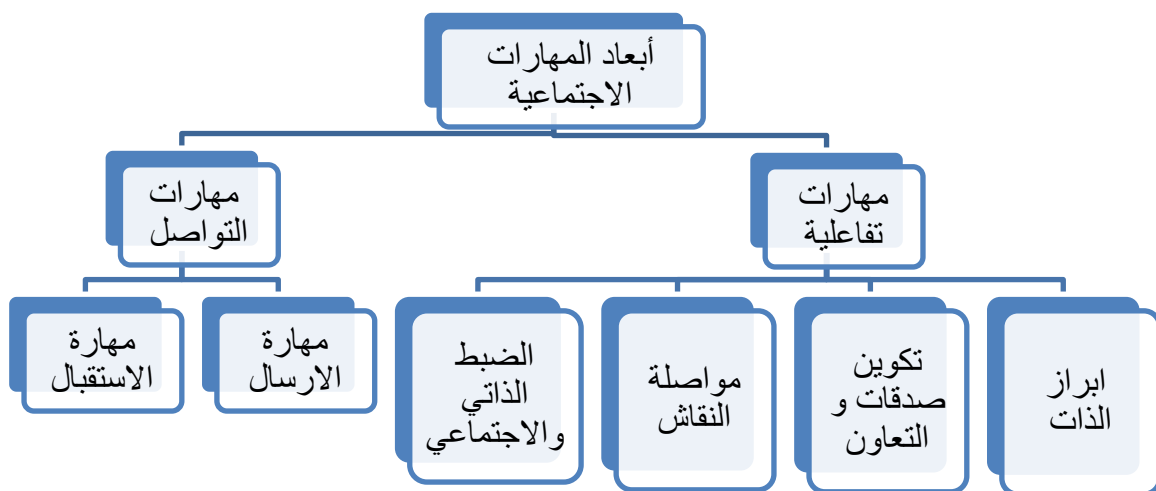 أبعاد المهارات
الاجتماعية
مهارات
تفاعلية
مهارات
التواصل
ابراز
الذات
تكوين
صدقات و
التعاون
مواصلة
النقاش
الضبط
الذاتي
والاجتماعي
مهارة
الارسال
مهارة
الاستقبال